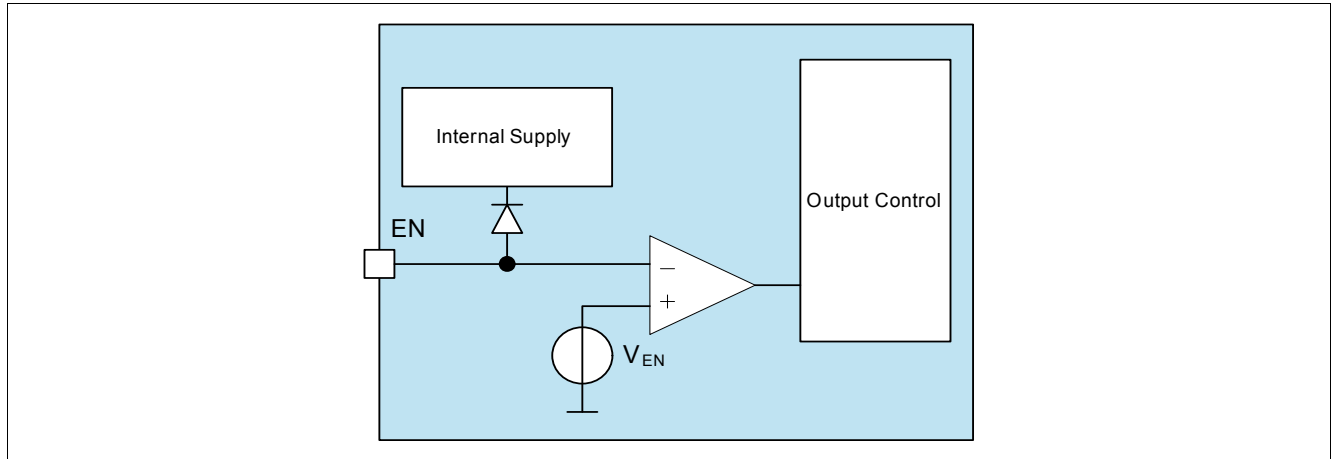 Internal Supply
EN
Output Control
−
+
VEN